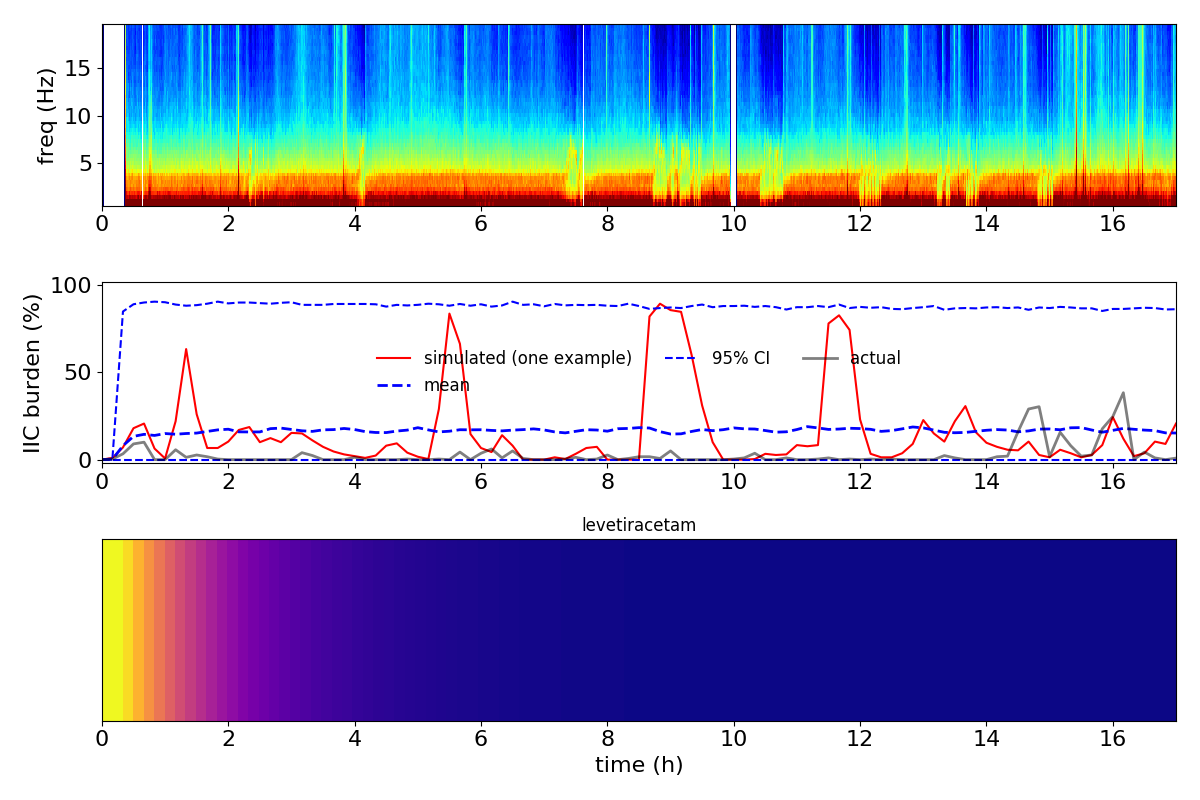 freq (Hz)
15
10
5
0 2 4 6 8 10 12 14 16
IIC burden (%)
100
50
0
simulated (one example) 95% CI actual
mean
0 2 4 6 8 10 12 14 16
levetiracetam
0 2 4 6 8 10 12 14 16
time (h)